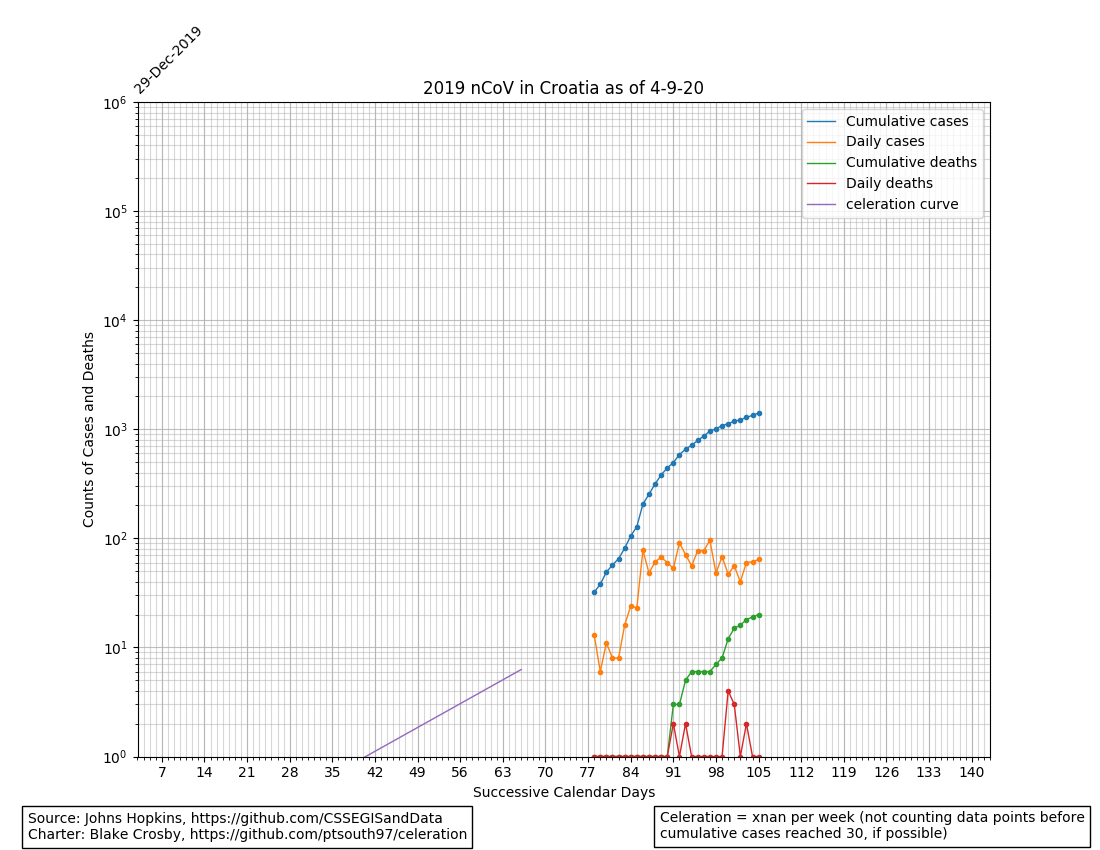 29-Dec-2019
2019 nCoV in Croatia as of 4-9-20
Cumulative cases
Daily cases
Cumulative deaths
Daily deaths
celeration curve
Counts of Cases and Deaths
10^6
10^5
10^4
10^3
10^2
10^1
10^0
7 14 21 28 35 42 49 56 63 70 77 84 91 98 105 112 119 126 133 140
Successive Calendar Days
Source: Johns Hopkins, https://github.com/CSSEGISandData
Charter: Blake Crosby, https://github.com/ptsouth97/celeration
Celeration = xnan per week (not counting data points before
cumulative cases reached 30, if possible)